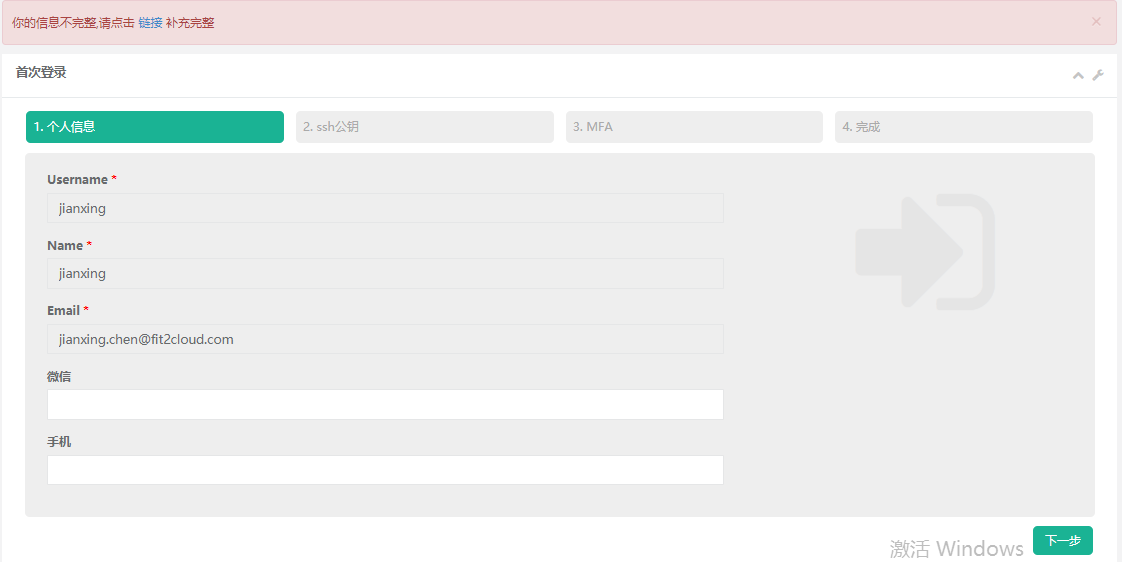 你的信息不完整,请点击 链接 补充完整
×
首次登录
1. 个人信息
2. ssh公钥
3. MFA
4. 完成
Username *
jianxing
Name *
jianxing
Email *
jianxing.chen@fit2cloud.com
微信
手机
激活 Windows
下一步